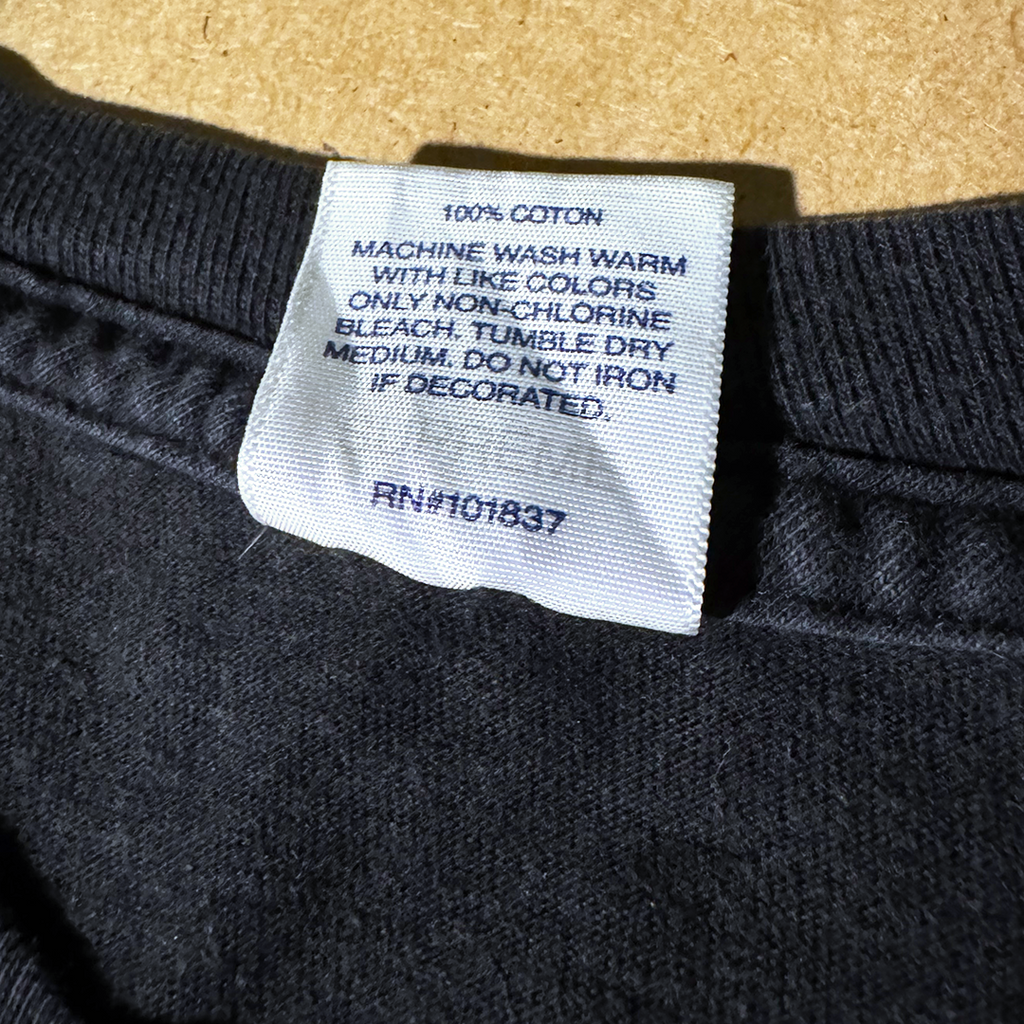 100% COTON
MACHINE WASH WARM
WITH LIKE COLORS
ONLY NON-CHLORINE
BLEACH. TUMBLE DRY
MEDIUM. DO NOT IRON
IF DECORATED.
RN#101837